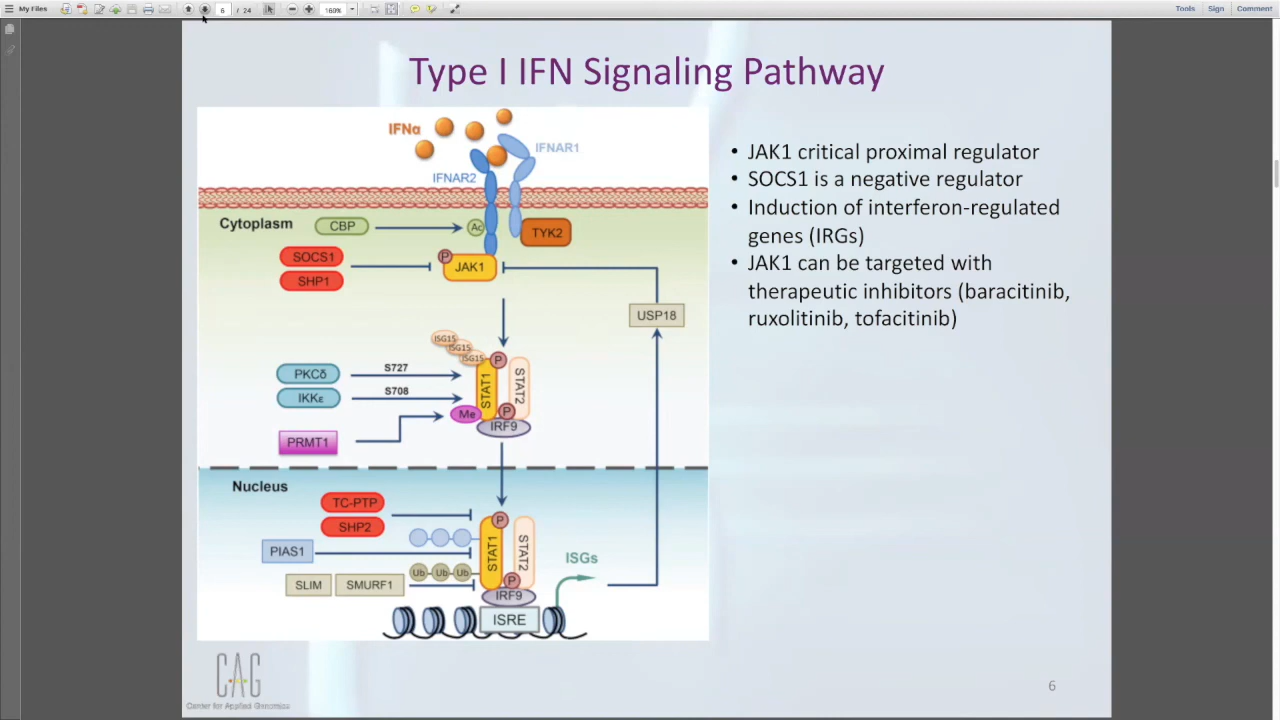 My Files
6 / 24
160%
Tools
Sign
Comment
Type I IFN Signaling Pathway
IFNα
IFNAR1
IFNAR2
Cytoplasm
CBP
Ac
TYK2
SOCS1
SHP1
P
JAK1
USP18
ISG15
ISG15
ISG15
P
PKCδ
S727
IKKε
S708
STAT1
STAT2
Me
P
IRF9
PRMT1
Nucleus
TC-PTP
SHP2
P
PIAS1
STAT1
STAT2
ISGs
SLIM
SMURF1
Ub
Ub
Ub
P
IRF9
ISRE
• JAK1 critical proximal regulator
• SOCS1 is a negative regulator
• Induction of interferon-regulated
genes (IRGs)
• JAK1 can be targeted with
therapeutic inhibitors (baracitinib,
ruxolitinib, tofacitinib)
CAG
Center for Applied Genomics
6